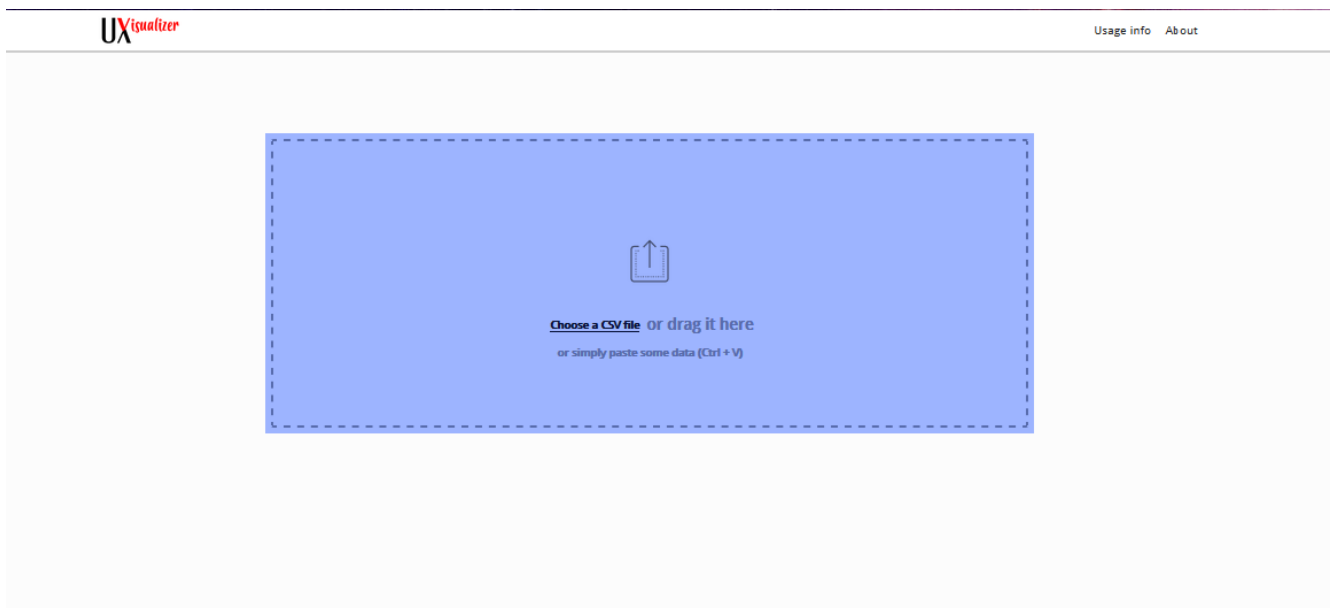 UXisualizer
Usage info About
Choose a CSV file or drag it here
or simply paste some data (Ctrl + V)